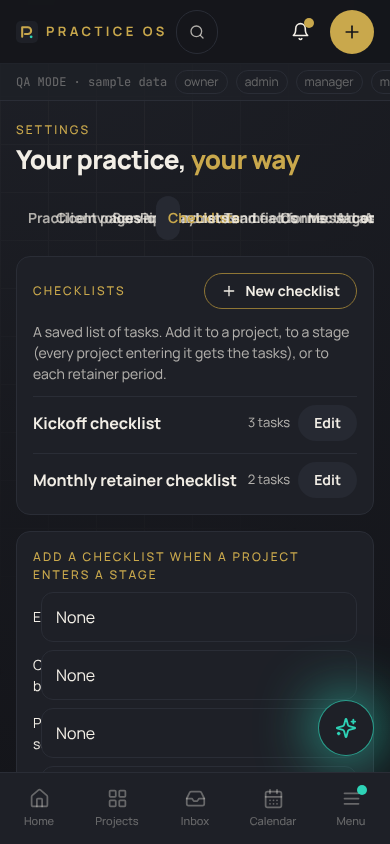 PRACTICE OS
QA MODE · sample data owner admin manager
SETTINGS
Your practice, your way
CHECKLISTS
+ New checklist
A saved list of tasks. Add it to a project, to a stage
(every project entering it gets the tasks), or to
each retainer period.
Kickoff checklist 3 tasks Edit
Monthly retainer checklist 2 tasks Edit
ADD A CHECKLIST WHEN A PROJECT
ENTERS A STAGE
None
None
None
Home Projects Inbox Calendar Menu